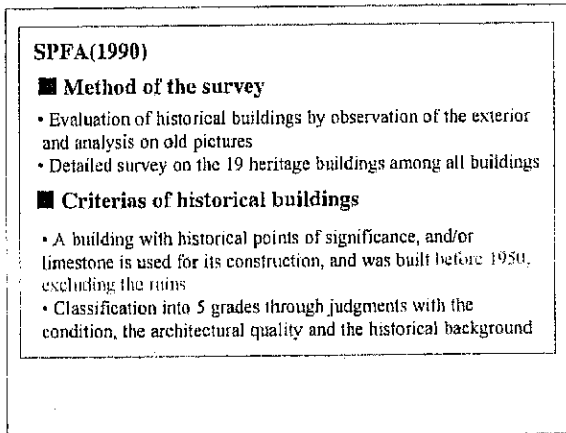 SPFA(1990)
■ Method of the survey
• Evaluation of historical buildings by observation of the exterior
and analysis on old pictures
• Detailed survey on the 19 heritage buildings among all buildings
■ Criterias of historical buildings
• A building with historical points of significance, and/or
limestone is used for its construction, and was built before 1950,
excluding the ruins
• Classification into 5 grades through judgments with the
condition, the architectural quality and the historical background